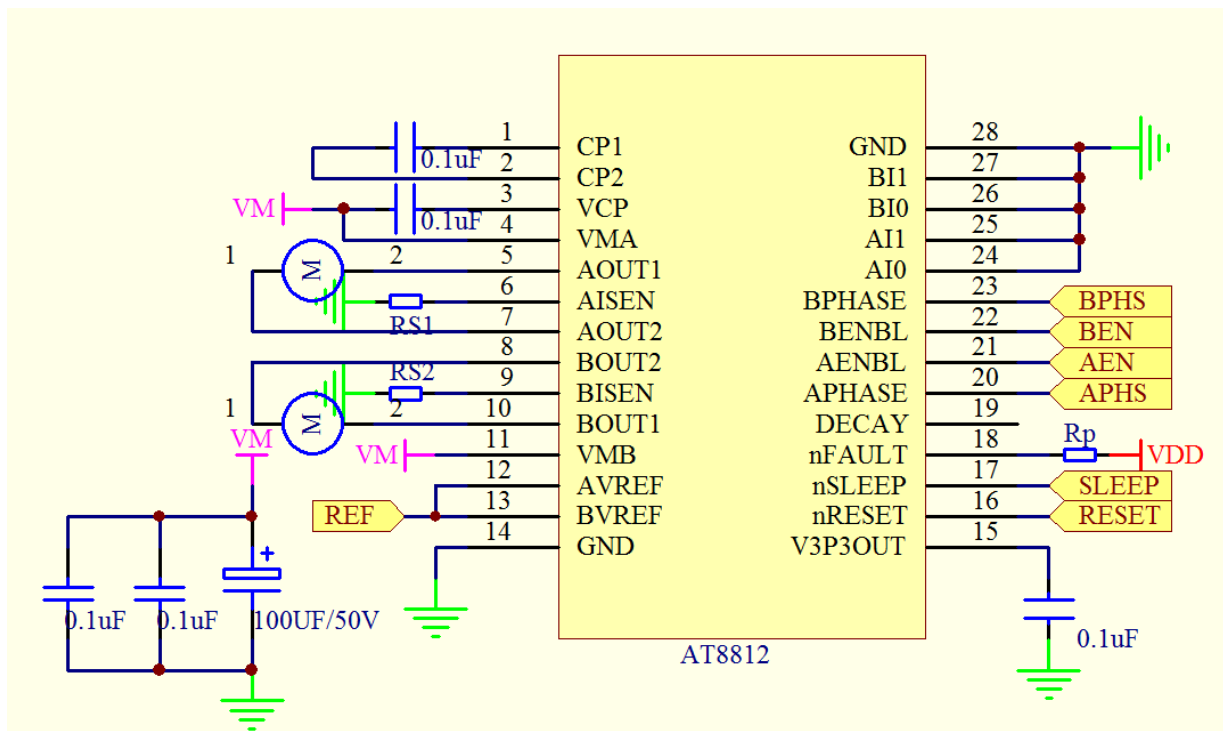 1 CP1 GND 28
0.1uF
2 CP2 BI1 27
VM 3 VCP BI0 26
0.1uF
4 VMA AI1 25
1 M 2 5 AOUT1 AI0 24
6 AISEN BPHASE 23 BPHS
RS1
7 AOUT2 BENBL 22 BEN
8 BOUT2 AENBL 21 AEN
RS2
9 BISEN APHASE 20 APHS
1 M 2 10 BOUT1 DECAY 19
VM
VM 11 VMB nFAULT 18 Rp VDD
12 AVREF nSLEEP 17 SLEEP
REF 13 BVREF nRESET 16 RESET
14 GND V3P3OUT 15
0.1uF 0.1uF 100UF/50V
0.1uF
AT8812